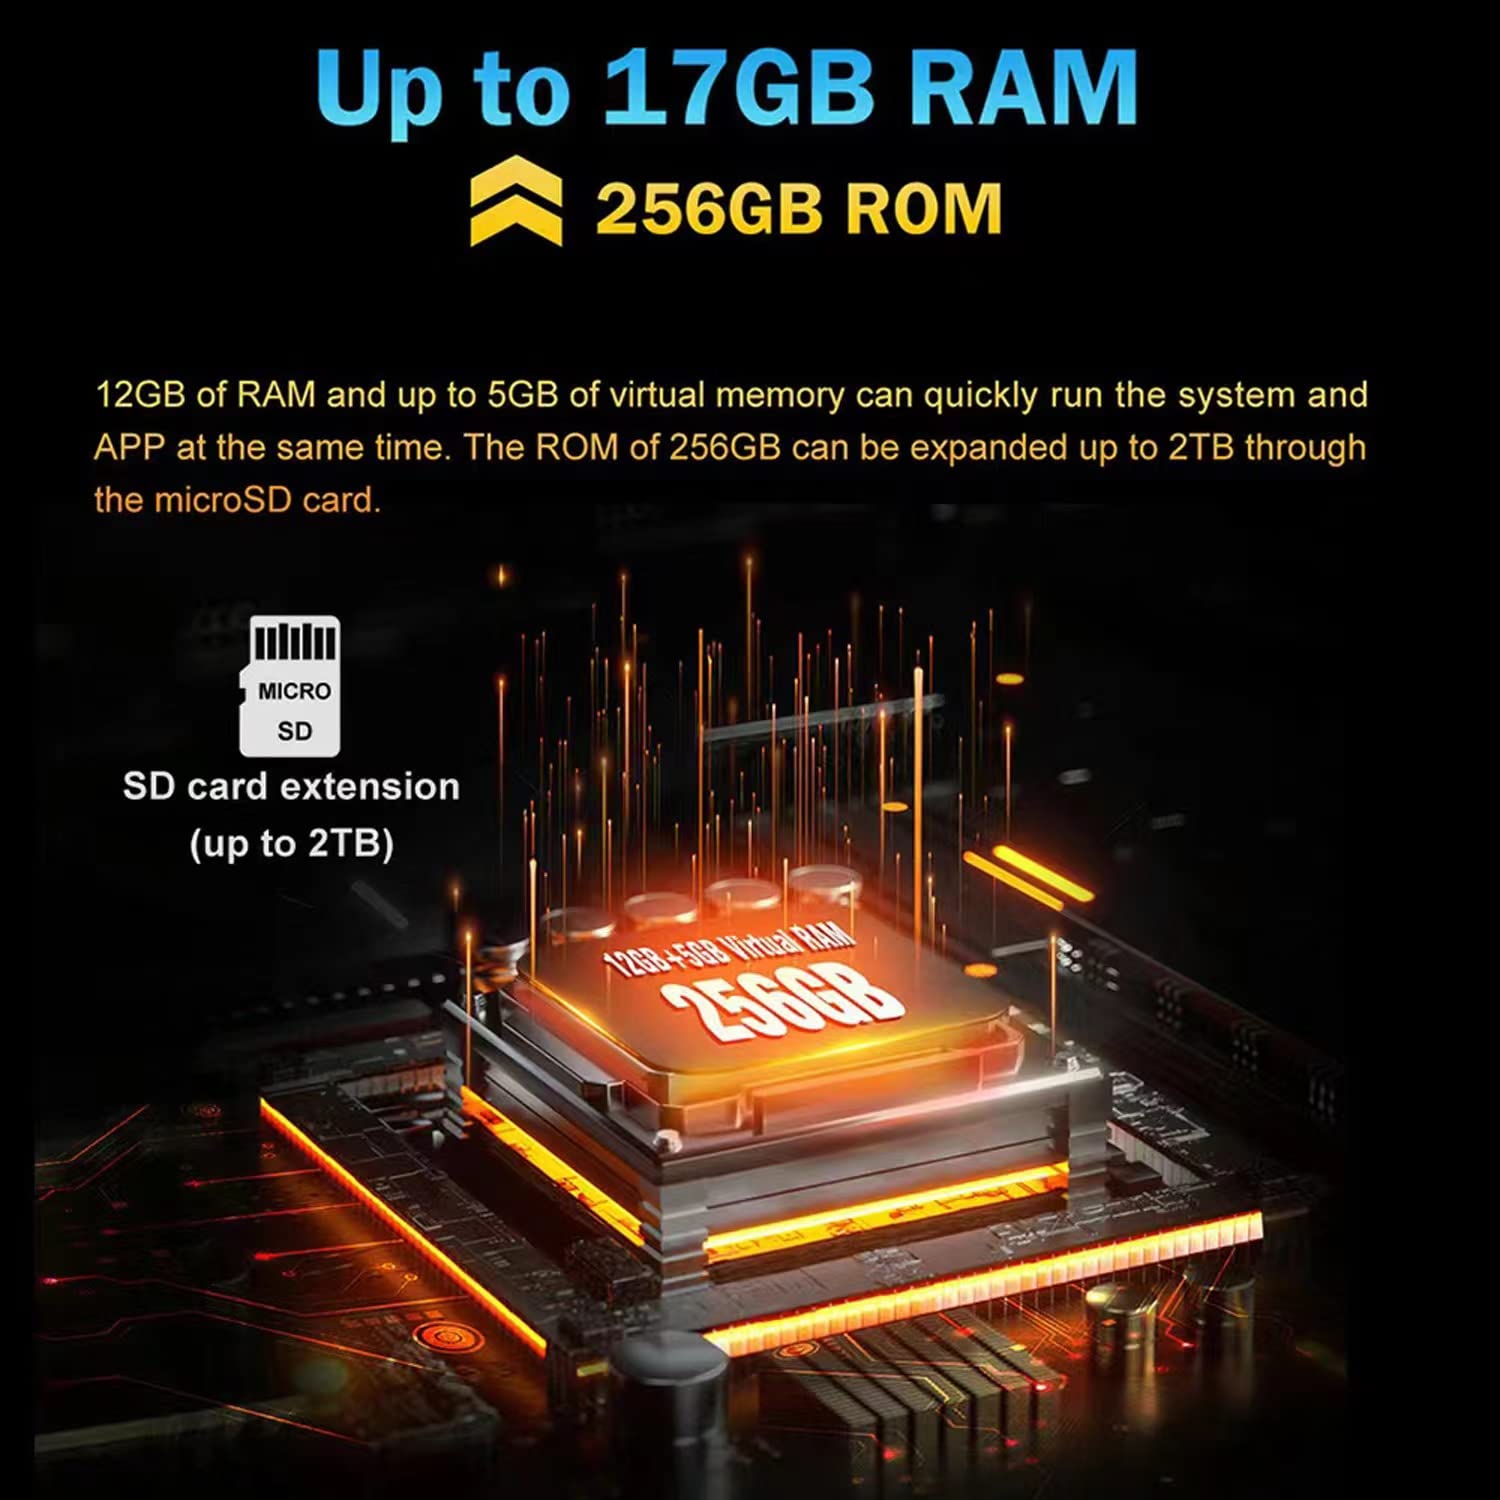 Up to 17GB RAM
256GB ROM
12GB of RAM and up to 5GB of virtual memory can quickly run the system and
APP at the same time. The ROM of 256GB can be expanded up to 2TB through
the microSD card.
MICRO
SD
SD card extension
(up to 2TB)
12GB+5GB Virtual RAM
256GB